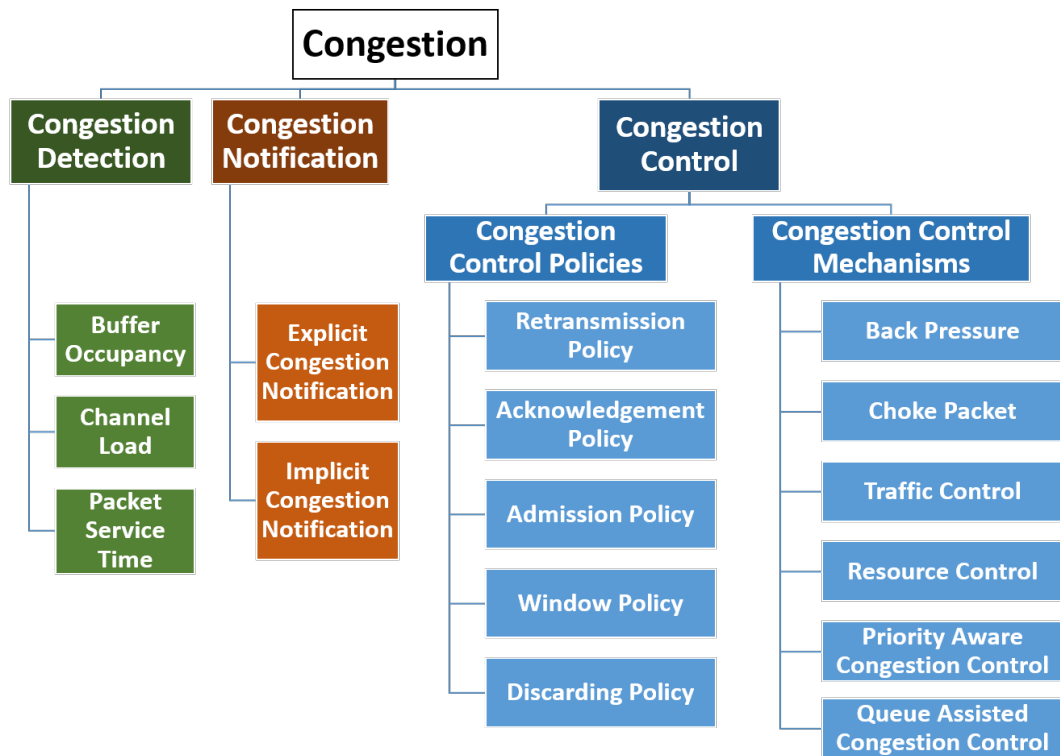 Congestion
Congestion
Detection
Congestion
Notification
Congestion
Control
Congestion
Control Policies
Congestion Control
Mechanisms
Buffer
Occupancy
Channel
Load
Packet
Service
Time
Explicit
Congestion
Notification
Implicit
Congestion
Notification
Retransmission
Policy
Acknowledgement
Policy
Admission Policy
Window Policy
Discarding Policy
Back Pressure
Choke Packet
Traffic Control
Resource Control
Priority Aware
Congestion Control
Queue Assisted
Congestion Control